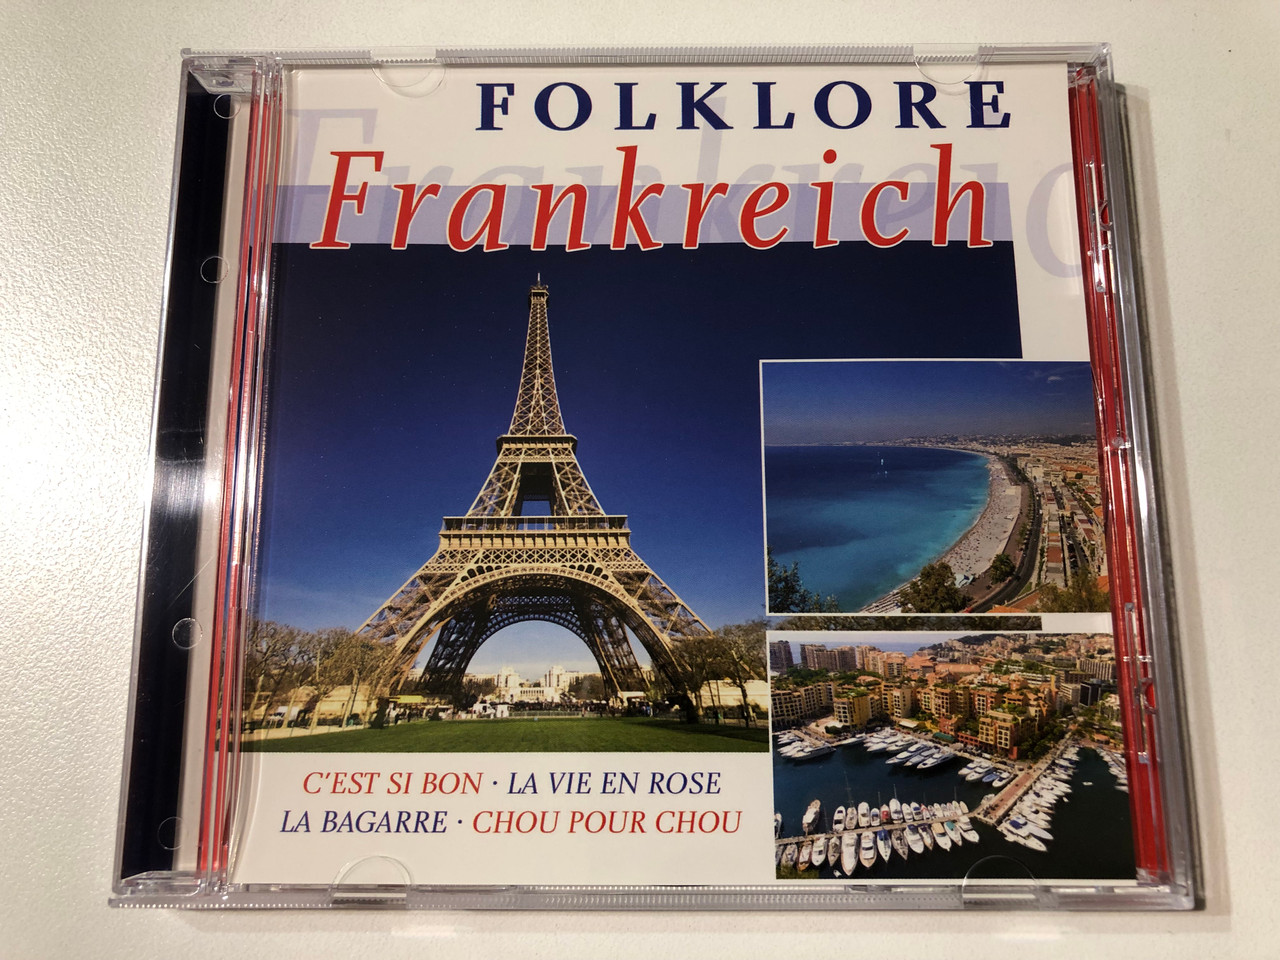 FOLKLORE
Frankreich
C'EST SI BON · LA VIE EN ROSE
LA BAGARRE · CHOU POUR CHOU